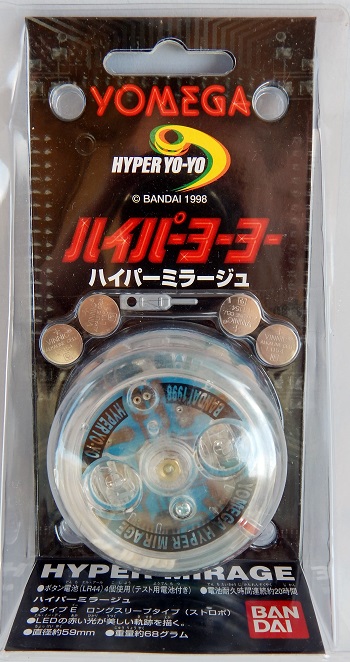 YOMEGA
HYPER YO-YO
© BANDAI 1998
ハイパーヨーヨー
ハイパーミラージュ
BANDAI 1998
HYPER YO-YO
YOMEGA HYPER MIRAGE
HYPER MIRAGE
●ボタン電池(LR44)4個使用(テスト用電池付き) ●電池耐久時間連続約20時間
ハイパーミラージュ
●タイプE ロングスリープタイプ(ストロボ)
●LEDの赤い光が美しい軌跡を描く。
●直径約59mm ●重量約68グラム
BAN
DAI